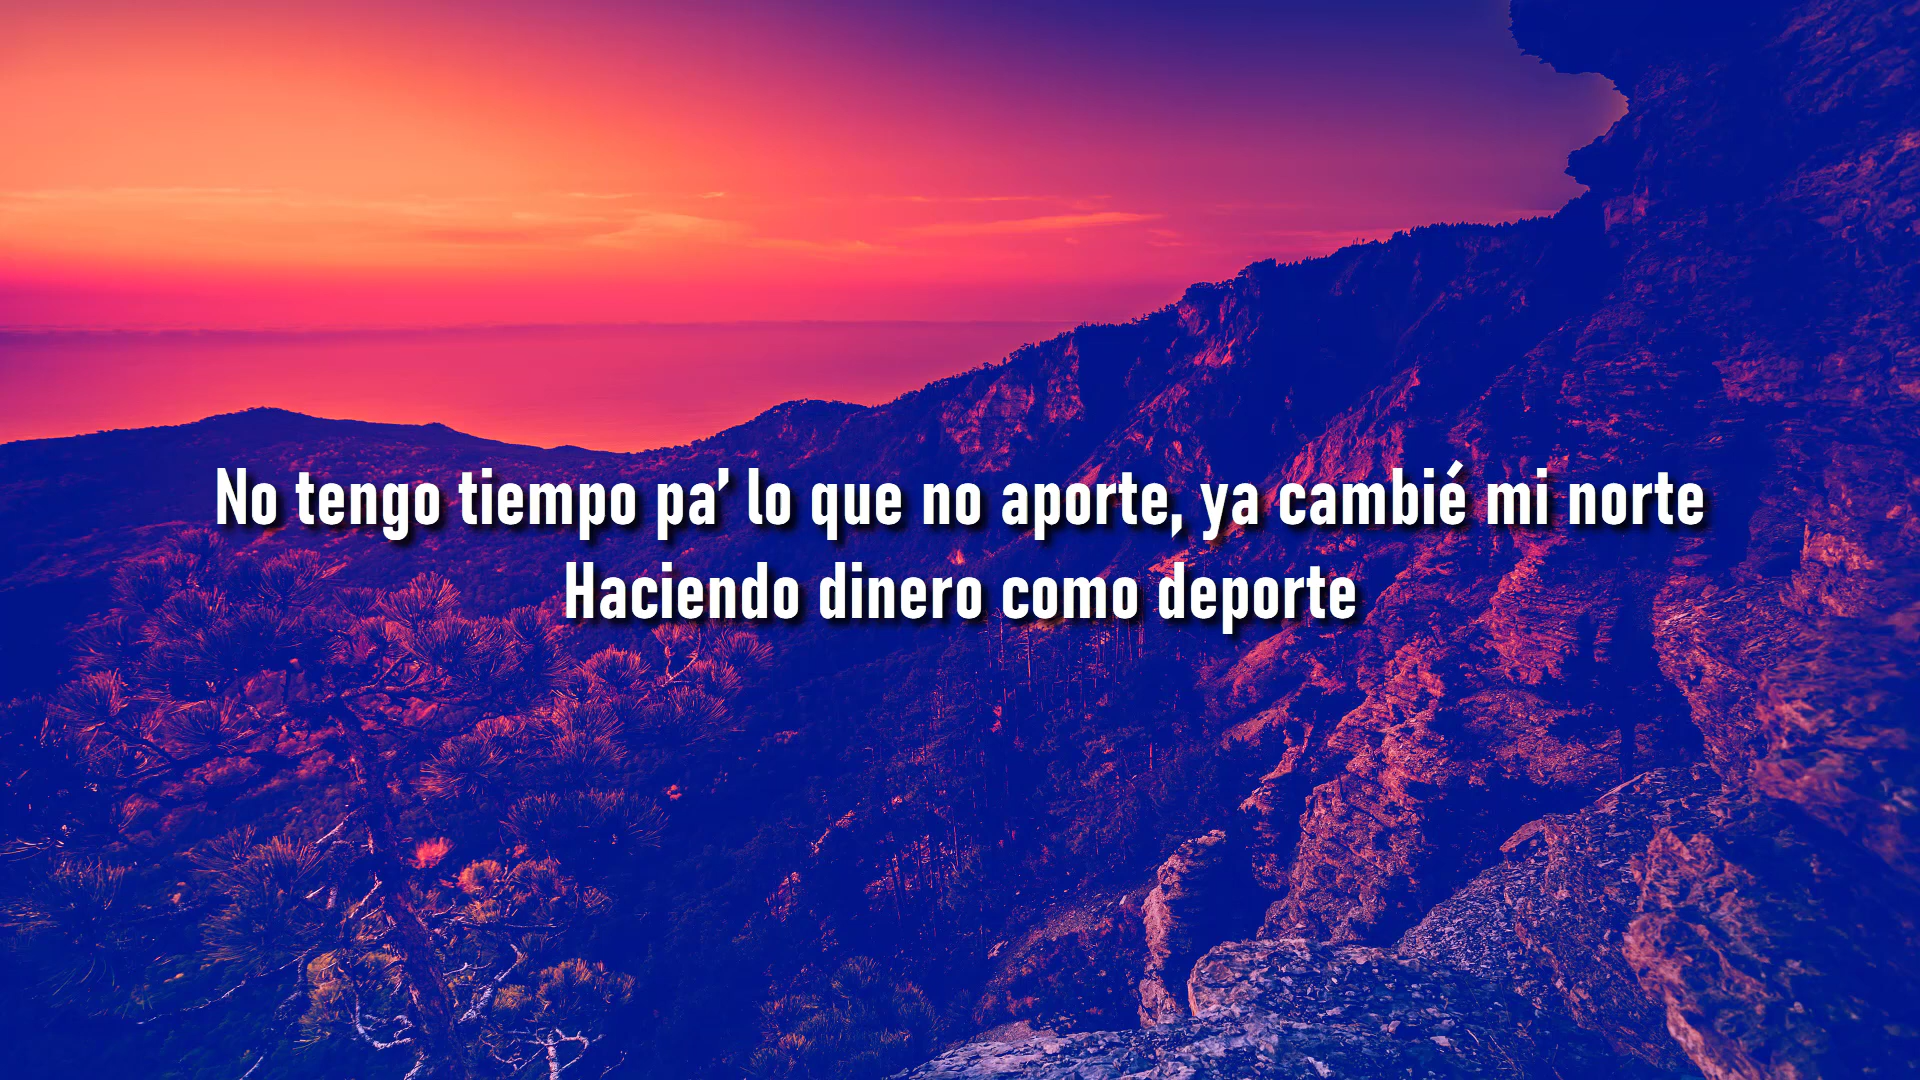 No tengo tiempo pa’ lo que no aporte, ya cambié mi norte
Haciendo dinero como deporte